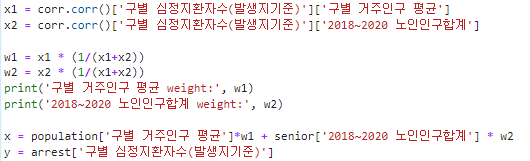 x1 = corr.corr()['구별 심정지환자수(발생지기준)']['구별 거주인구 평균']
x2 = corr.corr()['구별 심정지환자수(발생지기준)']['2018~2020 노인인구합계']
w1 = x1 * (1/(x1+x2))
w2 = x2 * (1/(x1+x2))
print('구별 거주인구 평균 weight:', w1)
print('2018~2020 노인인구합계 weight:', w2)
x = population['구별 거주인구 평균']*w1 + senior['2018~2020 노인인구합계'] * w2
y = arrest['구별 심정지환자수(발생지기준)']